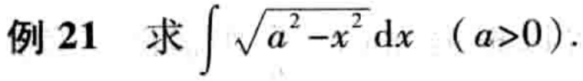 例 21 求 ∫ √(a²-x²) dx （a>0）.